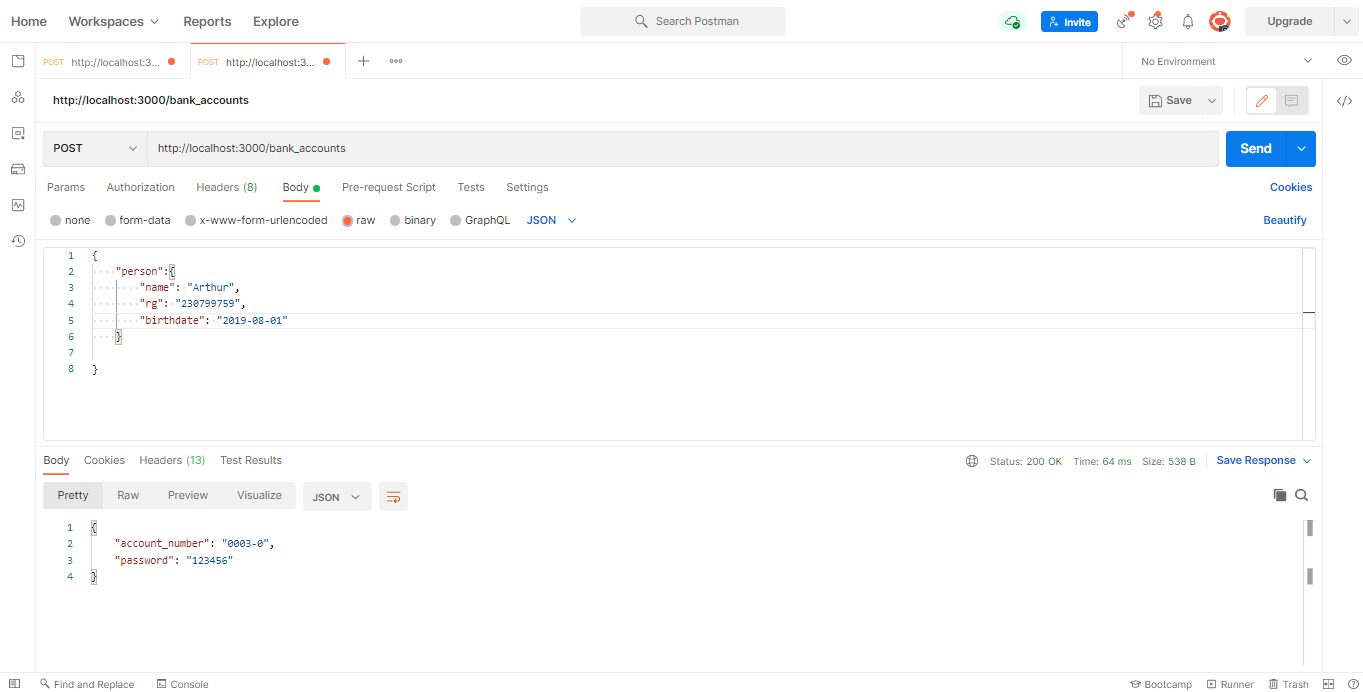 Home Workspaces Reports Explore Search Postman Invite Upgrade
POST http://localhost:3... POST http://localhost:3... No Environment
http://localhost:3000/bank_accounts Save
POST http://localhost:3000/bank_accounts Send
Params Authorization Headers (8) Body Pre-request Script Tests Settings Cookies
none form-data x-www-form-urlencoded raw binary GraphQL JSON Beautify
1 {
2 "person":{
3 "name": "Arthur",
4 "rg": "230799759",
5 "birthdate": "2019-08-01"
6 }
7
8 }
Body Cookies Headers (13) Test Results Status: 200 OK Time: 64 ms Size: 538 B Save Response
Pretty Raw Preview Visualize JSON
1 {
2 "account_number": "0003-0",
3 "password": "123456"
4 }
Find and Replace Console Bootcamp Runner Trash